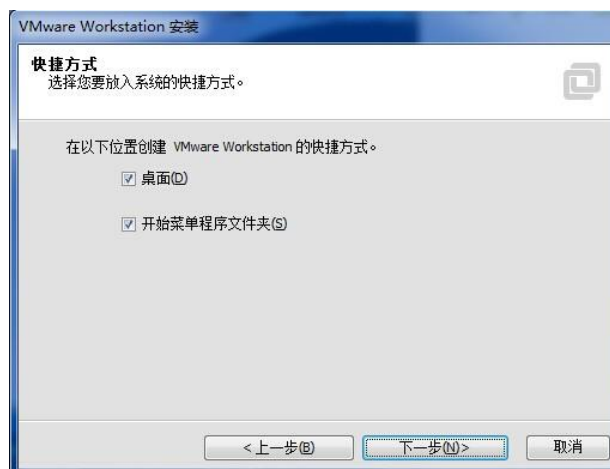 VMware Workstation 安装
快捷方式
选择您要放入系统的快捷方式。
在以下位置创建 VMware Workstation 的快捷方式。
桌面(D)
开始菜单程序文件夹(S)
<上一步(B) 下一步(N)> 取消